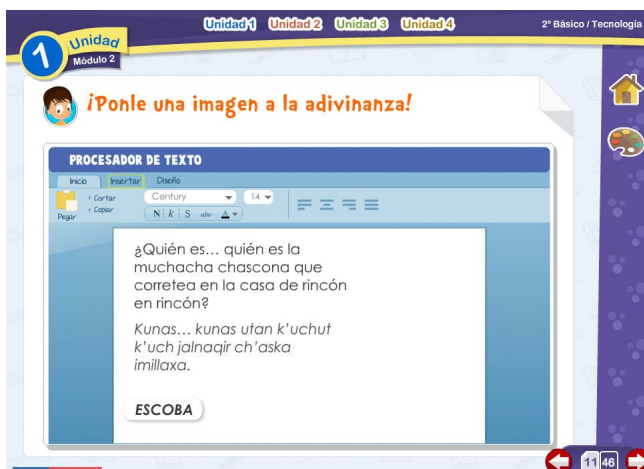 Unidad 1 Unidad 2 Unidad 3 Unidad 4
2º Básico / Tecnología
1 Unidad
Módulo 2
¡Ponle una imagen a la adivinanza!
PROCESADOR DE TEXTO
Inicio Insertar Diseño
Pegar
× Cortar
× Copiar
Century 14
N k S abc A
¿Quién es... quién es la
muchacha chascona que
corretea en la casa de rincón
en rincón?
Kunas... kunas utan k'uchut
k'uch jalnaqir ch'aska
imillaxa.
ESCOBA
11 46